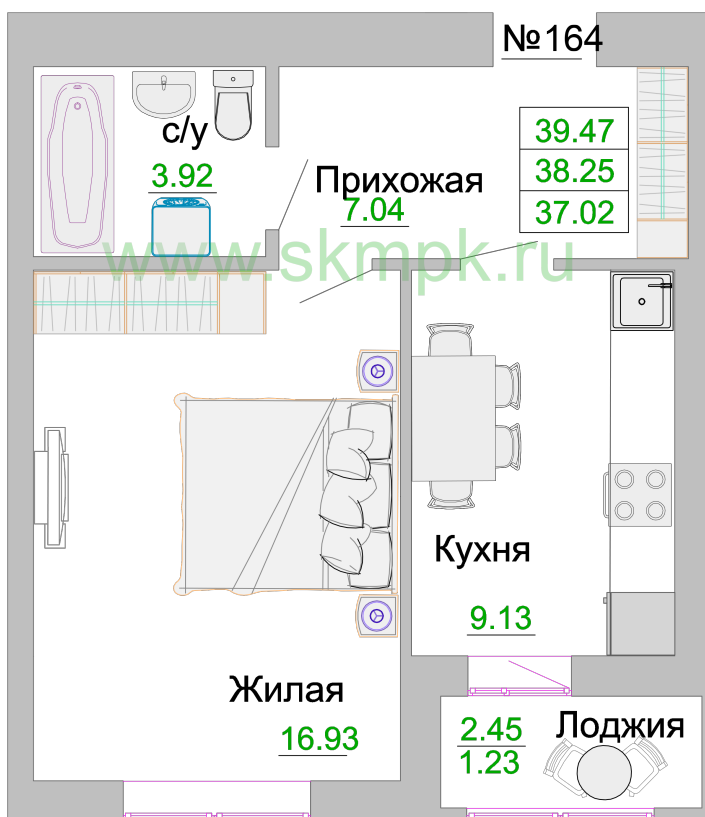 №164
с/у
3.92
Прихожая
7.04
39.47
38.25
37.02
www.skmpk.ru
Кухня
9.13
Жилая
16.93
Лоджия
2.45
1.23